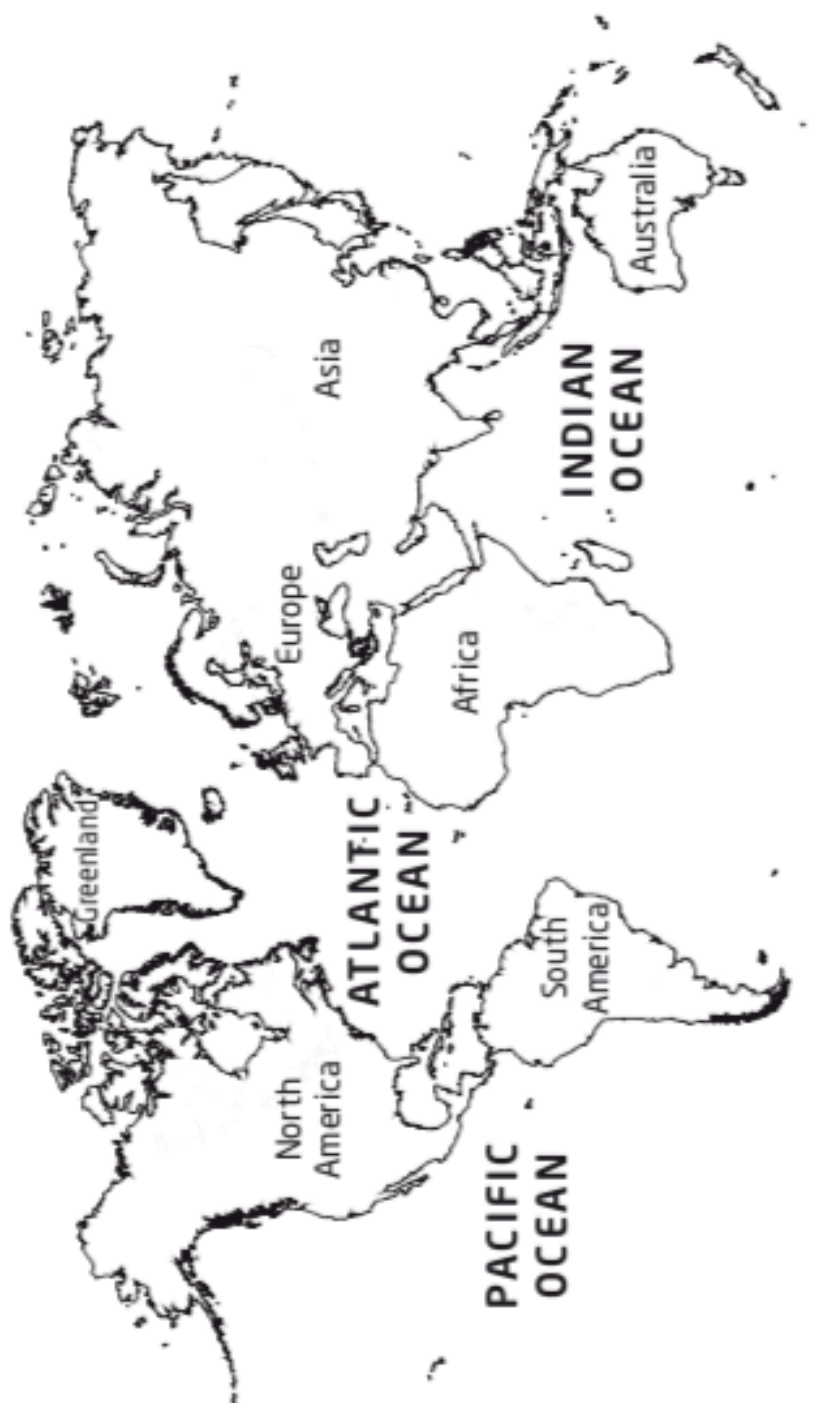 Greenland
North
America
ATLANTIC
OCEAN
Europe
Asia
Africa
PACIFIC
OCEAN
South
America
INDIAN
OCEAN
Australia